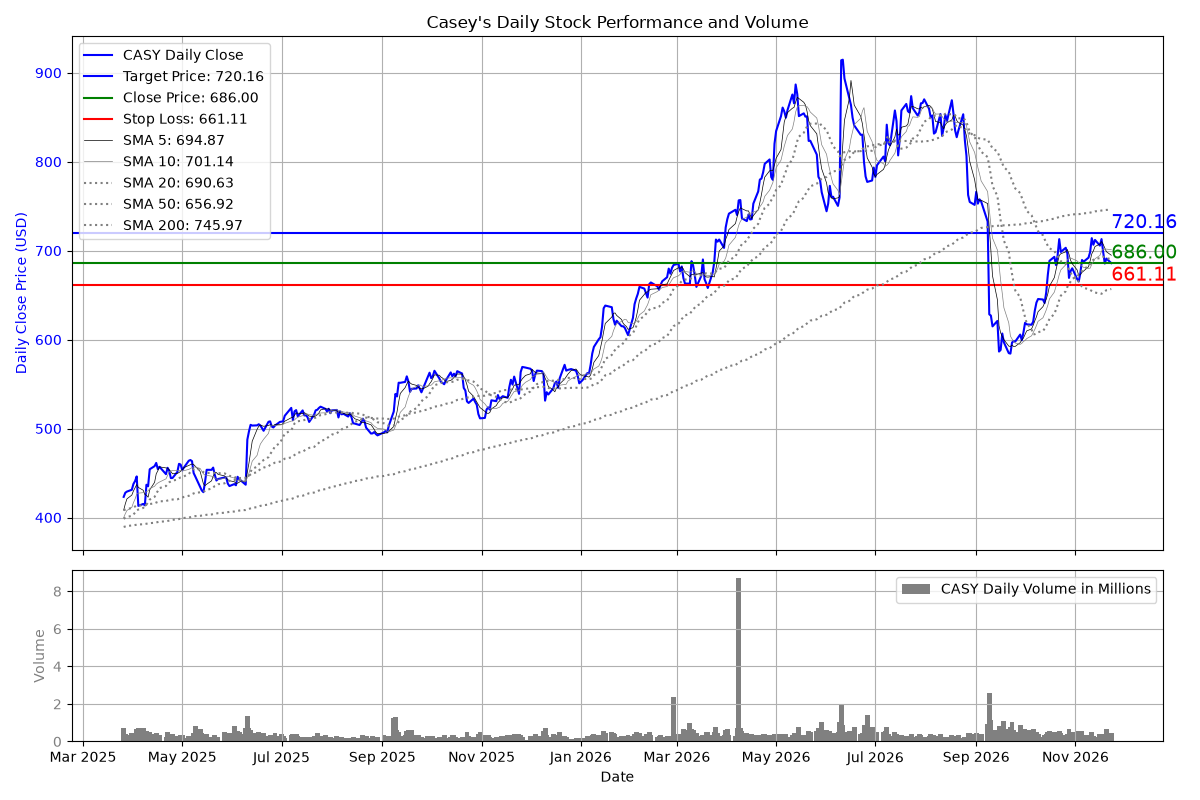 Casey's Daily Stock Performance and Volume
CASY Daily Close
Target Price: 720.16
Close Price: 686.00
Stop Loss: 661.11
SMA 5: 694.87
SMA 10: 701.14
SMA 20: 690.63
SMA 50: 656.92
SMA 200: 745.97
900
800
700
600
500
400
Daily Close Price (USD)
720.16
686.00
661.11
CASY Daily Volume in Millions
8
6
4
2
0
Volume
Mar 2025
May 2025
Jul 2025
Sep 2025
Nov 2025
Jan 2026
Mar 2026
May 2026
Jul 2026
Sep 2026
Nov 2026
Date